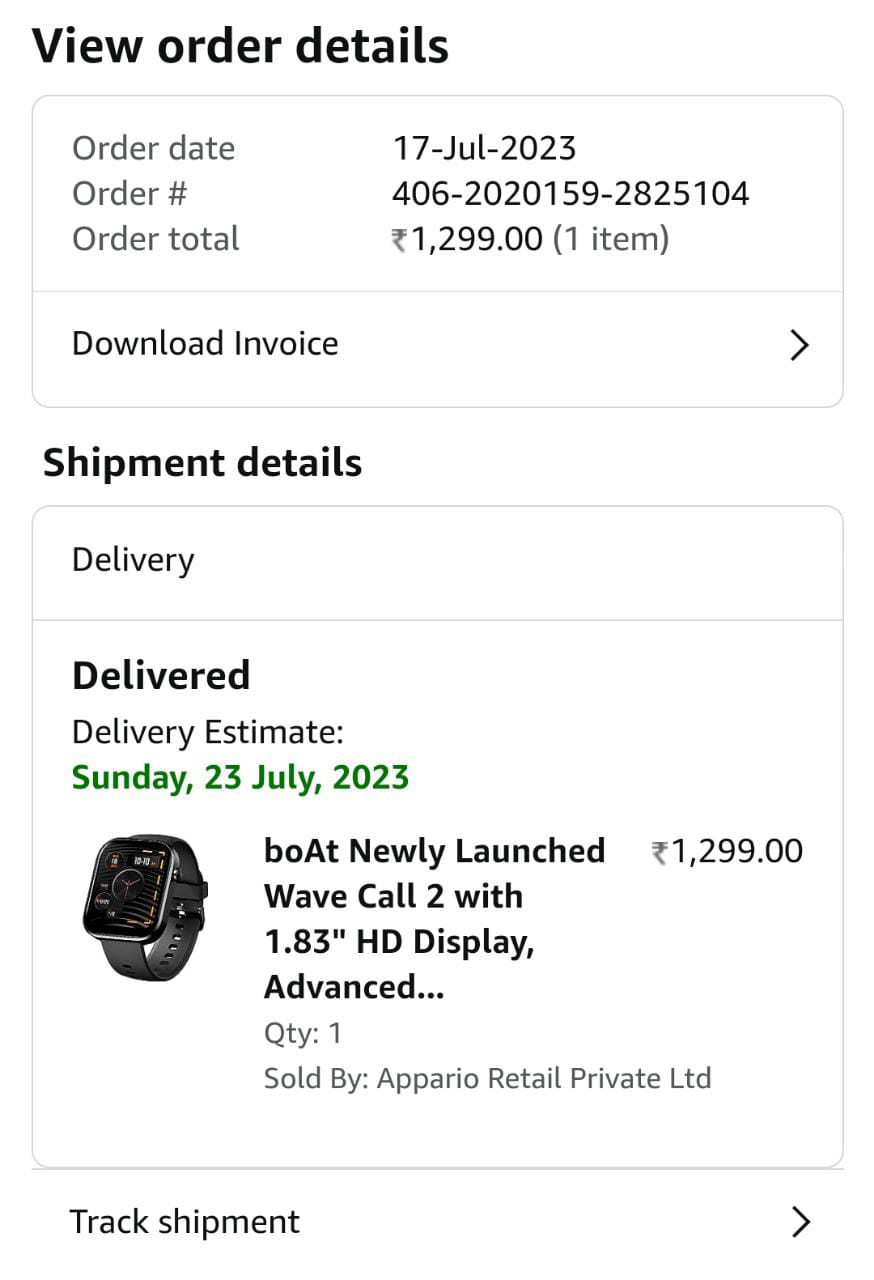 View order details
Order date 17-Jul-2023
Order # 406-2020159-2825104
Order total ₹1,299.00 (1 item)
Download Invoice
Shipment details
Delivery
Delivered
Delivery Estimate:
Sunday, 23 July, 2023
boAt Newly Launched ₹1,299.00
Wave Call 2 with
1.83" HD Display,
Advanced...
Qty: 1
Sold By: Appario Retail Private Ltd
Track shipment